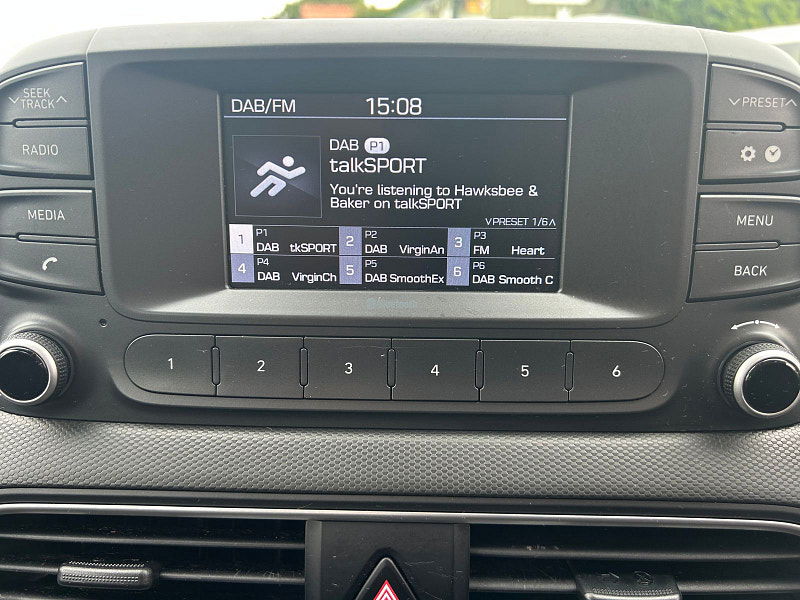 SEEK
TRACK
RADIO
MEDIA
DAB/FM 15:08
DAB P1
talkSPORT
You're listening to Hawksbee &
Baker on talkSPORT
PRESET 1/6
1 P1 DAB tkSPORT
2 P2 DAB VirginAn
3 P3 FM Heart
4 P4 DAB VirginCh
5 P5 DAB SmoothEx
6 P6 DAB Smooth C
PRESET
MENU
BACK
1 2 3 4 5 6